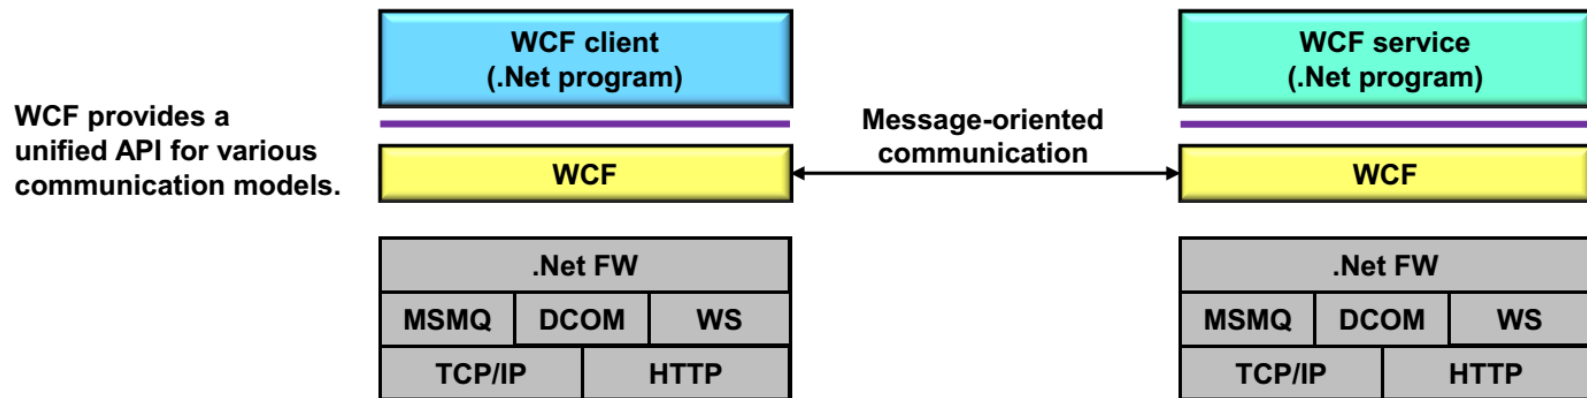 WCF provides a
unified API for various
communication models.
WCF client
(.Net program)
WCF
.Net FW
MSMQ
DCOM
WS
TCP/IP
HTTP
Message-oriented
communication
WCF service
(.Net program)
WCF
.Net FW
MSMQ
DCOM
WS
TCP/IP
HTTP